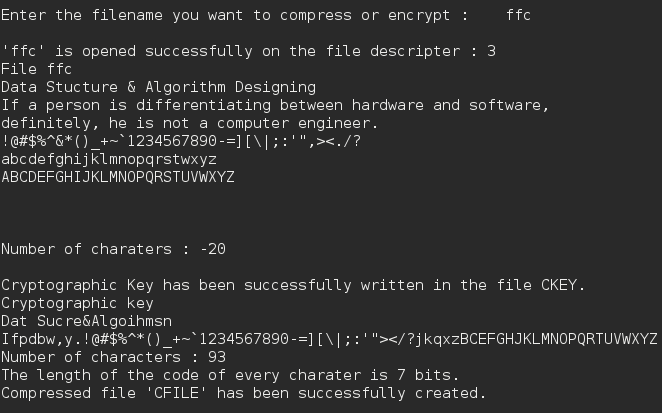 Enter the filename you want to compress or encrypt :    ffc
'ffc' is opened successfully on the file descripter : 3
File ffc
Data Stucture & Algorithm Designing
If a person is differentiating between hardware and software,
definitely, he is not a computer engineer.
!@#$%^&*()_+~`1234567890-=][\|;:'",><./?
abcdefghijklmnopqrstwxyz
ABCDEFGHIJKLMNOPQRSTUVWXYZ
Number of charaters : -20
Cryptographic Key has been successfully written in the file CKEY.
Cryptographic key
Dat Sucre&Algoihmsn
Ifpdbw,y.!@#$%^*()_+~`1234567890-=][\|;:'"></?jkqxzBCEFGHJKLMNOPQRTUVWXYZ
Number of characters : 93
The length of the code of every charater is 7 bits.
Compressed file 'CFILE' has been successfully created.